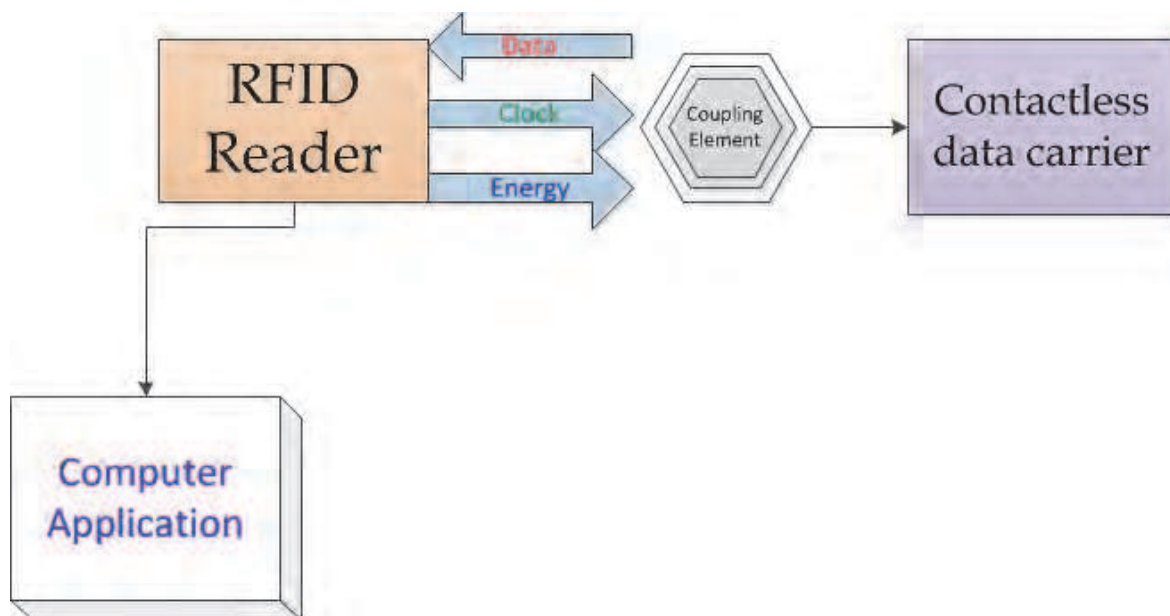 Data
RFID
Reader
Clock
Energy
Coupling
Element
Contactless
data carrier
Computer
Application